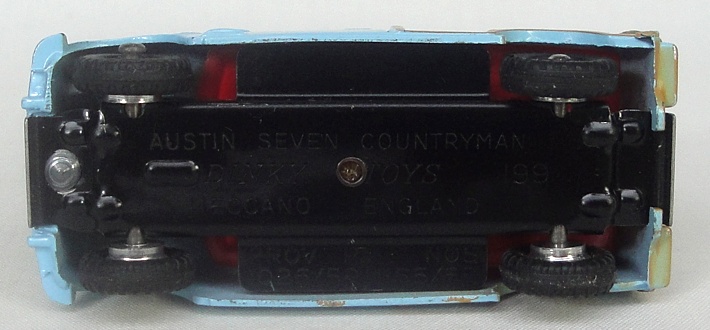 AUSTIN SEVEN COUNTRYMAN
DINKY TOYS 199
MECCANO ENGLAND